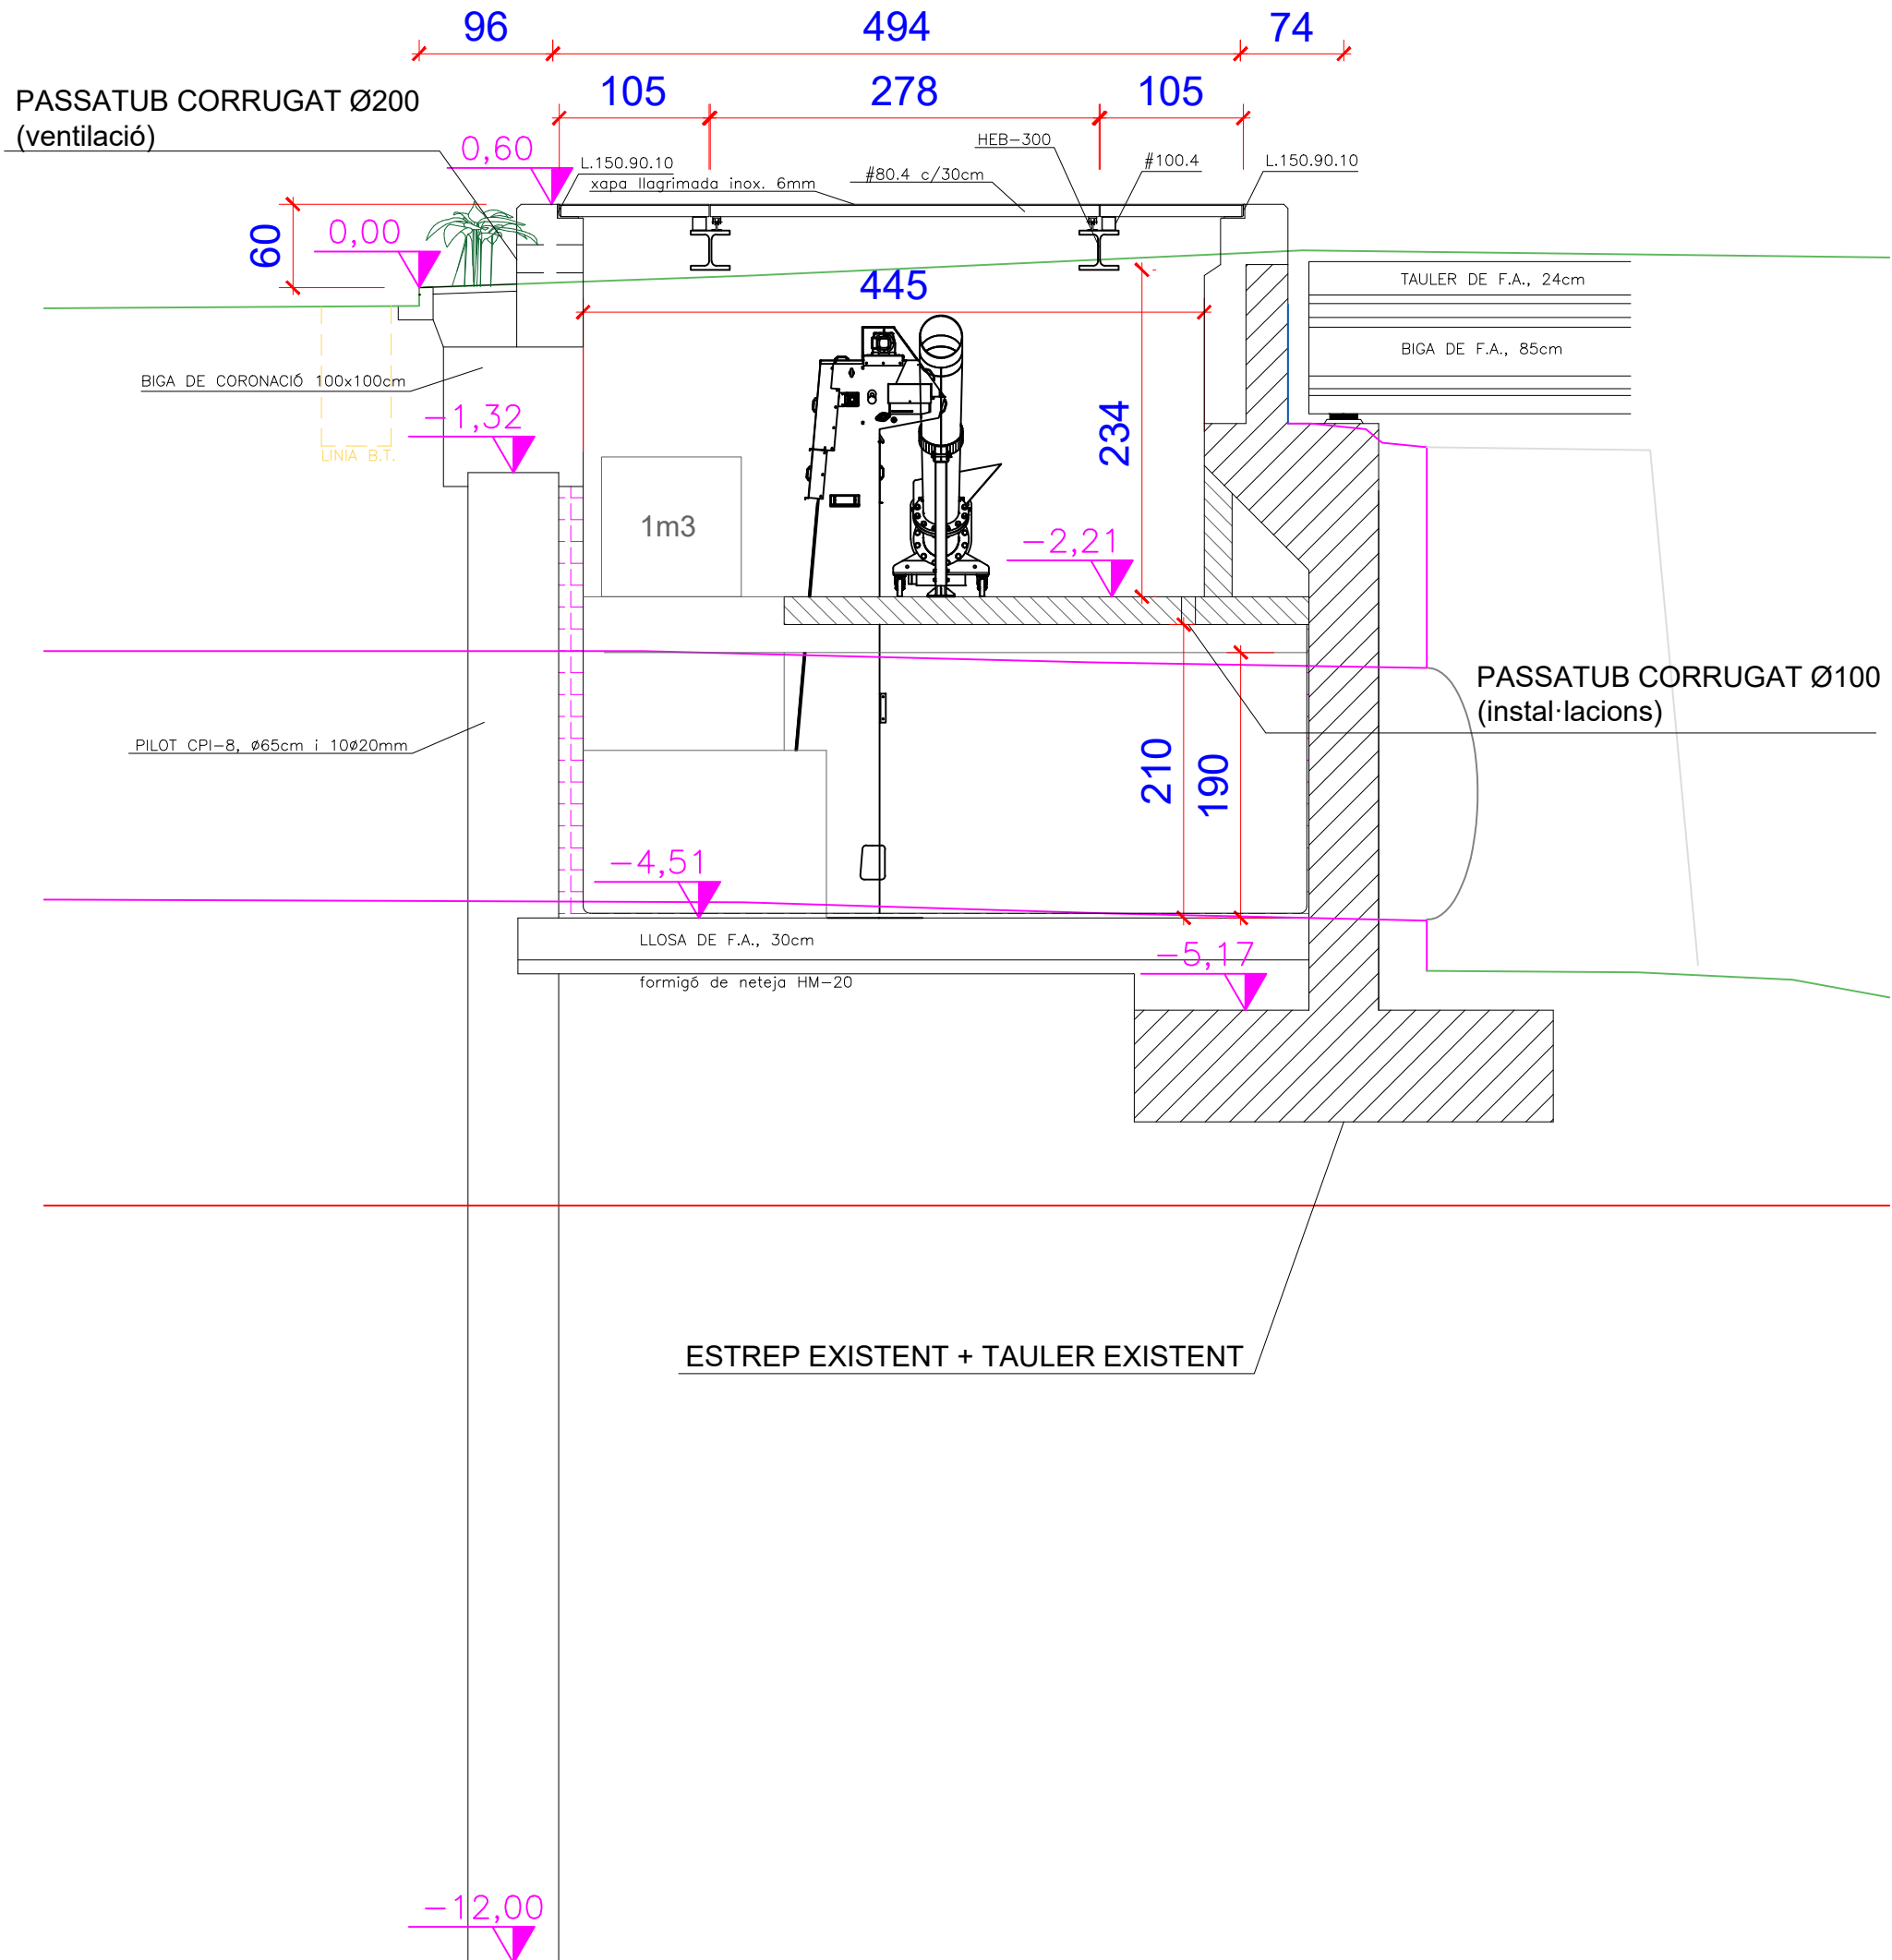 96
494
74
105
278
105
PASSATUB CORRUGAT Ø200
(ventilació)
0,60
L.150.90.10
xapa llagrimada inox. 6mm
#80.4 c/30cm
HEB-300
#100.4
L.150.90.10
60
0,00
445
TAULER DE F.A., 24cm
BIGA DE F.A., 85cm
BIGA DE CORONACIÓ 100x100cm
-1,32
LINIA B.T.
234
1m3
-2,21
PASSATUB CORRUGAT Ø100
(instal·lacions)
PILOT CPI-8, Ø65cm i 10Ø20mm
210
190
-4,51
LLOSA DE F.A., 30cm
-5,17
formigó de neteja HM-20
ESTREP EXISTENT + TAULER EXISTENT
-12,00